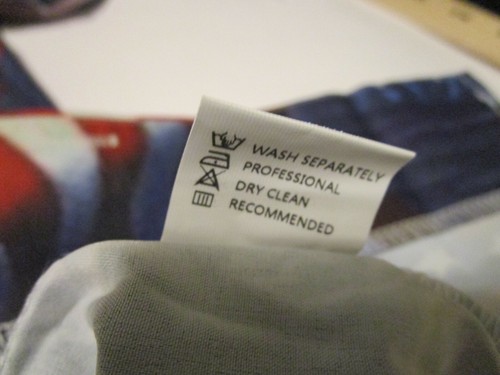 WASH SEPARATELY
PROFESSIONAL
DRY CLEAN
RECOMMENDED